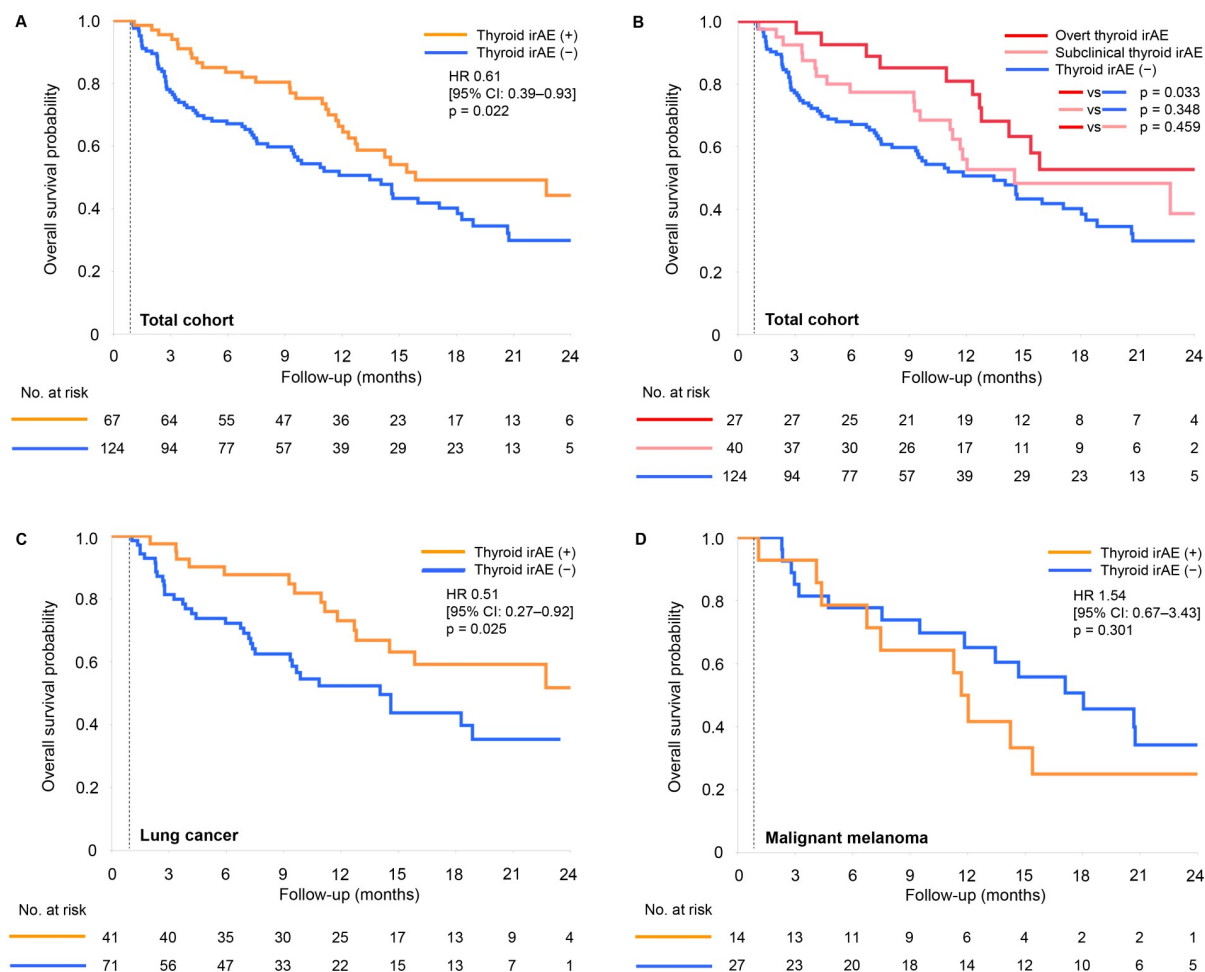 A
1.0
0.8
0.6
0.4
0.2
0
Overall survival probability
Thyroid irAE (+)
Thyroid irAE (−)
HR 0.61
[95% CI: 0.39–0.93]
p = 0.022
Total cohort
0 3 6 9 12 15 18 21 24
Follow-up (months)
No. at risk
67 64 55 47 36 23 17 13 6
124 94 77 57 39 29 23 13 5
B
1.0
0.8
0.6
0.4
0.2
0
Overall survival probability
Overt thyroid irAE
Subclinical thyroid irAE
Thyroid irAE (−)
vs p = 0.033
vs p = 0.348
vs p = 0.459
Total cohort
0 3 6 9 12 15 18 21 24
Follow-up (months)
No. at risk
27 27 25 21 19 12 8 7 4
40 37 30 26 17 11 9 6 2
124 94 77 57 39 29 23 13 5
C
1.0
0.8
0.6
0.4
0.2
0
Overall survival probability
Thyroid irAE (+)
Thyroid irAE (−)
HR 0.51
[95% CI: 0.27–0.92]
p = 0.025
Lung cancer
0 3 6 9 12 15 18 21 24
Follow-up (months)
No. at risk
41 40 35 30 25 17 13 9 4
71 56 47 33 22 15 13 7 1
D
1.0
0.8
0.6
0.4
0.2
0
Overall survival probability
Thyroid irAE (+)
Thyroid irAE (−)
HR 1.54
[95% CI: 0.67–3.43]
p = 0.301
Malignant melanoma
0 3 6 9 12 15 18 21 24
Follow-up (months)
No. at risk
14 13 11 9 6 4 2 2 1
27 23 20 18 14 12 10 6 5